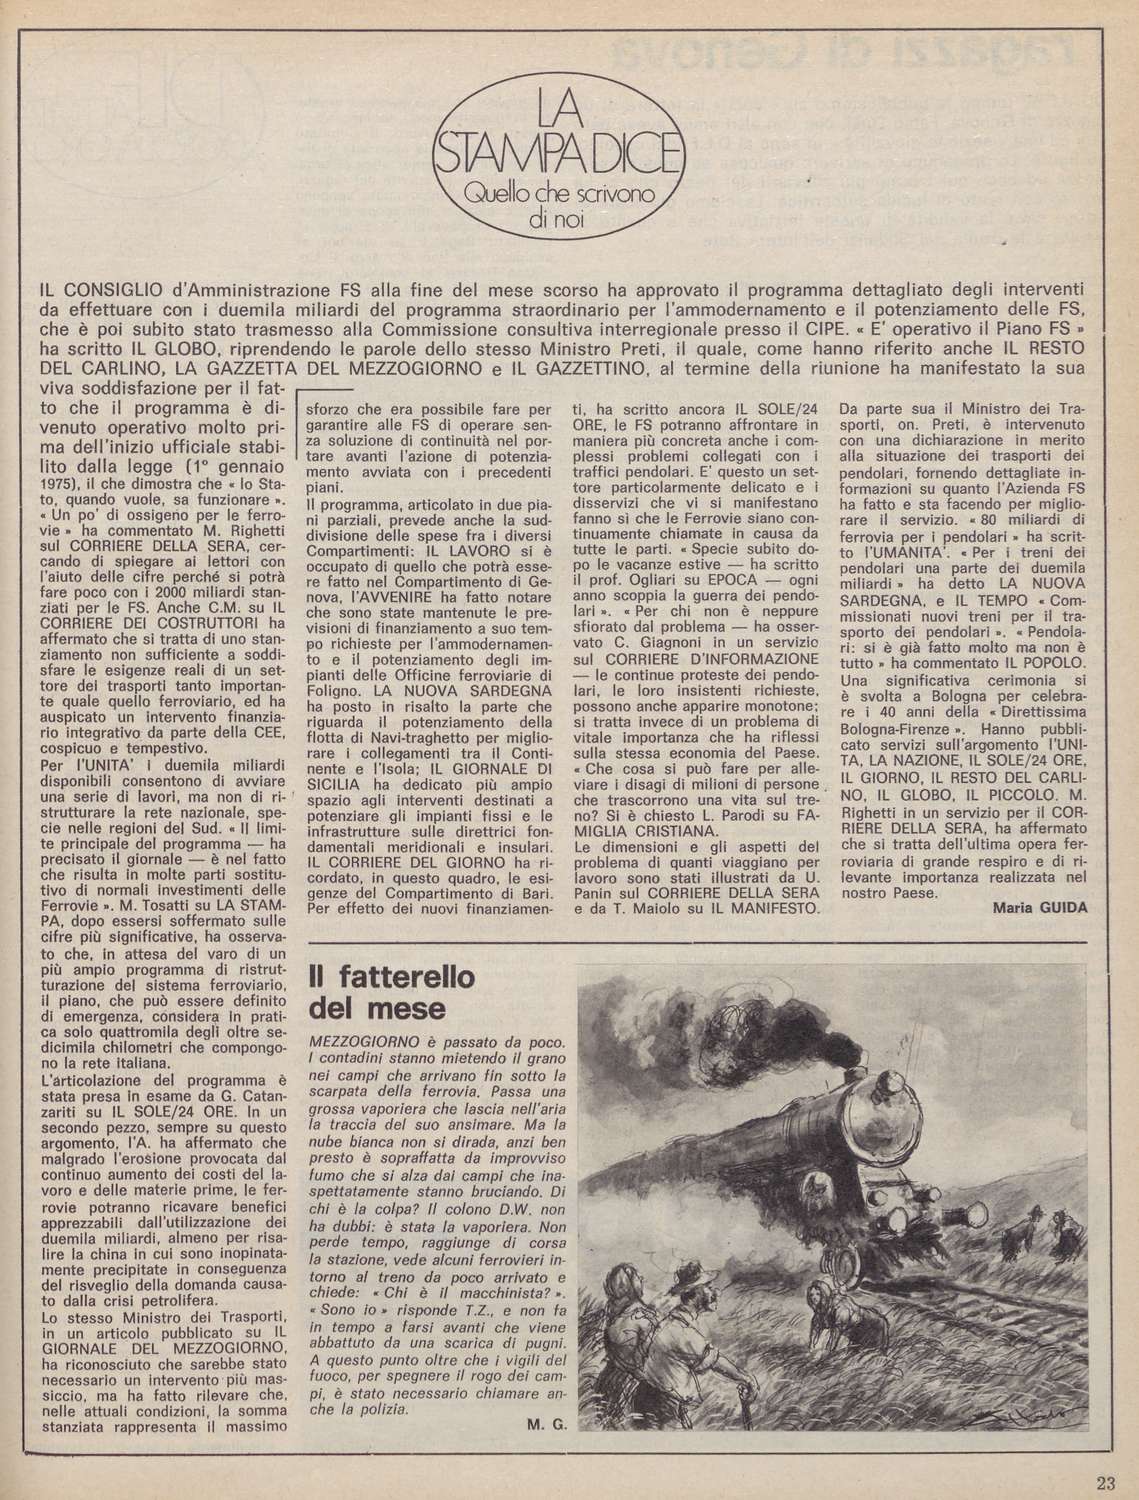 LA
STAMPA DICE
Quello che scrivono
di noi
IL CONSIGLIO d'Amministrazione FS alla fine del mese scorso ha approvato il programma dettagliato degli interventi
da effettuare con i duemila miliardi del programma straordinario per l'ammodernamento e il potenziamento delle FS,
che è poi subito stato trasmesso alla Commissione consultiva interregionale presso il CIPE. « E' operativo il Piano FS »
ha scritto IL GLOBO, riprendendo le parole dello stesso Ministro Preti, il quale, come hanno riferito anche IL RESTO
DEL CARLINO, LA GAZZETTA DEL MEZZOGIORNO e IL GAZZETTINO, al termine della riunione ha manifestato la sua
viva soddisfazione per il fat-
to che il programma è di-
venuto operativo molto pri-
ma dell'inizio ufficiale stabi-
lito dalla legge (1° gennaio
1975), il che dimostra che « lo Sta-
to, quando vuole, sa funzionare ».
« Un po' di ossigeno per le ferro-
vie » ha commentato M. Righetti
sul CORRIERE DELLA SERA, cer-
cando di spiegare ai lettori con
l'aiuto delle cifre perché si potrà
fare poco con i 2000 miliardi stan-
ziati per le FS. Anche C.M. su IL
CORRIERE DEI COSTRUTTORI ha
affermato che si tratta di uno stan-
ziamento non sufficiente a soddi-
sfare le esigenze reali di un set-
tore dei trasporti tanto importan-
te quale quello ferroviario, ed ha
auspicato un intervento finanzia-
rio integrativo da parte della CEE,
cospicuo e tempestivo.
Per l'UNITA' i duemila miliardi
disponibili consentono di avviare
una serie di lavori, ma non di ri-
strutturare la rete nazionale, spe-
cie nelle regioni del Sud. « Il limi-
te principale del programma — ha
precisato il giornale — è nel fatto
che risulta in molte parti sostitu-
tivo di normali investimenti delle
Ferrovie ». M. Tosatti su LA STAM-
PA, dopo essersi soffermato sulle
cifre più significative, ha osserva-
to che, in attesa del varo di un
più ampio programma di ristrut-
turazione del sistema ferroviario,
il piano, che può essere definito
di emergenza, considera in prati-
ca solo quattromila degli oltre se-
dicimila chilometri che compongo-
no la rete italiana.
L'articolazione del programma è
stata presa in esame da G. Catan-
zariti su IL SOLE/24 ORE. In un
secondo pezzo, sempre su questo
argomento, l'A. ha affermato che
malgrado l'erosione provocata dal
continuo aumento dei costi del la-
voro e delle materie prime, le fer-
rovie potranno ricavare benefici
apprezzabili dall'utilizzazione dei
duemila miliardi, almeno per risa-
lire la china in cui sono inopinata-
mente precipitate in conseguenza
del risveglio della domanda causa-
to dalla crisi petrolifera.
Lo stesso Ministro dei Trasporti,
in un articolo pubblicato su IL
GIORNALE DEL MEZZOGIORNO,
ha riconosciuto che sarebbe stato
necessario un intervento più mas-
siccio, ma ha fatto rilevare che,
nelle attuali condizioni, la somma
stanziata rappresenta il massimo
sforzo che era possibile fare per
garantire alle FS di operare sen-
za soluzione di continuità nel por-
tare avanti l'azione di potenzia-
mento avviata con i precedenti
piani.
Il programma, articolato in due pia-
ni parziali, prevede anche la sud-
divisione delle spese fra i diversi
Compartimenti: IL LAVORO si è
occupato di quello che potrà esse-
re fatto nel Compartimento di Ge-
nova, l'AVVENIRE ha fatto notare
che sono state mantenute le pre-
visioni di finanziamento a suo tem-
po richieste per l'ammodernamen-
to e il potenziamento degli im-
pianti delle Officine ferroviarie di
Foligno. LA NUOVA SARDEGNA
ha posto in risalto la parte che
riguarda il potenziamento della
flotta di Navi-traghetto per miglio-
rare i collegamenti tra il Conti-
nente e l'Isola; IL GIORNALE DI
SICILIA ha dedicato più ampio
spazio agli interventi destinati a
potenziare gli impianti fissi e le
infrastrutture sulle direttrici fon-
damentali meridionali e insulari.
IL CORRIERE DEL GIORNO ha ri-
cordato, in questo quadro, le esi-
genze del Compartimento di Bari.
Per effetto dei nuovi finanziamen-
ti, ha scritto ancora IL SOLE/24
ORE, le FS potranno affrontare in
maniera più concreta anche i com-
plessi problemi collegati con i
traffici pendolari. E' questo un set-
tore particolarmente delicato e i
disservizi che vi si manifestano
fanno sì che le Ferrovie siano con-
tinuamente chiamate in causa da
tutte le parti. « Specie subito do-
po le vacanze estive — ha scritto
il prof. Ogliari su EPOCA — ogni
anno scoppia la guerra dei pendo-
lari ». « Per chi non è neppure
sfiorato dal problema — ha osser-
vato C. Giagnoni in un servizio
sul CORRIERE D'INFORMAZIONE
— le continue proteste dei pendo-
lari, le loro insistenti richieste,
possono anche apparire monotone;
si tratta invece di un problema di
vitale importanza che ha riflessi
sulla stessa economia del Paese.
« Che cosa si può fare per alle-
viare i disagi di milioni di persone
che trascorrono una vita sul tre-
no? Si è chiesto L. Parodi su FA-
MIGLIA CRISTIANA.
Le dimensioni e gli aspetti del
problema di quanti viaggiano per
lavoro sono stati illustrati da U.
Panin sul CORRIERE DELLA SERA
e da T. Maiolo su IL MANIFESTO.
Da parte sua il Ministro dei Tra-
sporti, on. Preti, è intervenuto
con una dichiarazione in merito
alla situazione dei trasporti dei
pendolari, fornendo dettagliate in-
formazioni su quanto l'Azienda FS
ha fatto e sta facendo per miglio-
rare il servizio. « 80 miliardi di
ferrovia per i pendolari » ha scrit-
to l'UMANITA'. « Per i treni dei
pendolari una parte dei duemila
miliardi » ha detto LA NUOVA
SARDEGNA, e IL TEMPO « Com-
missionati nuovi treni per il tra-
sporto dei pendolari ». « Pendola-
ri: si è già fatto molto ma non è
tutto » ha commentato IL POPOLO.
Una significativa cerimonia si
è svolta a Bologna per celebra-
re i 40 anni della « Direttissima
Bologna-Firenze ». Hanno pubbli-
cato servizi sull'argomento l'UNI-
TA, LA NAZIONE, IL SOLE/24 ORE,
IL GIORNO, IL RESTO DEL CARLI-
NO, IL GLOBO, IL PICCOLO. M.
Righetti in un servizio per il COR-
RIERE DELLA SERA, ha affermato
che si tratta dell'ultima opera fer-
roviaria di grande respiro e di ri-
levante importanza realizzata nel
nostro Paese.
Maria GUIDA
Il fatterello
del mese
MEZZOGIORNO è passato da poco.
I contadini stanno mietendo il grano
nei campi che arrivano fin sotto la
scarpata della ferrovia. Passa una
grossa vaporiera che lascia nell'aria
la traccia del suo ansimare. Ma la
nube bianca non si dirada, anzi ben
presto è sopraffatta da improvviso
fumo che si alza dai campi che ina-
spettatamente stanno bruciando. Di
chi è la colpa? Il colono D.W. non
ha dubbi: è stata la vaporiera. Non
perde tempo, raggiunge di corsa
la stazione, vede alcuni ferrovieri in-
torno al treno da poco arrivato e
chiede: « Chi è il macchinista? ».
« Sono io » risponde T.Z., e non fa
in tempo a farsi avanti che viene
abbattuto da una scarica di pugni.
A questo punto oltre che i vigili del
fuoco, per spegnere il rogo dei cam-
pi, è stato necessario chiamare an-
che la polizia.
M. G.
23